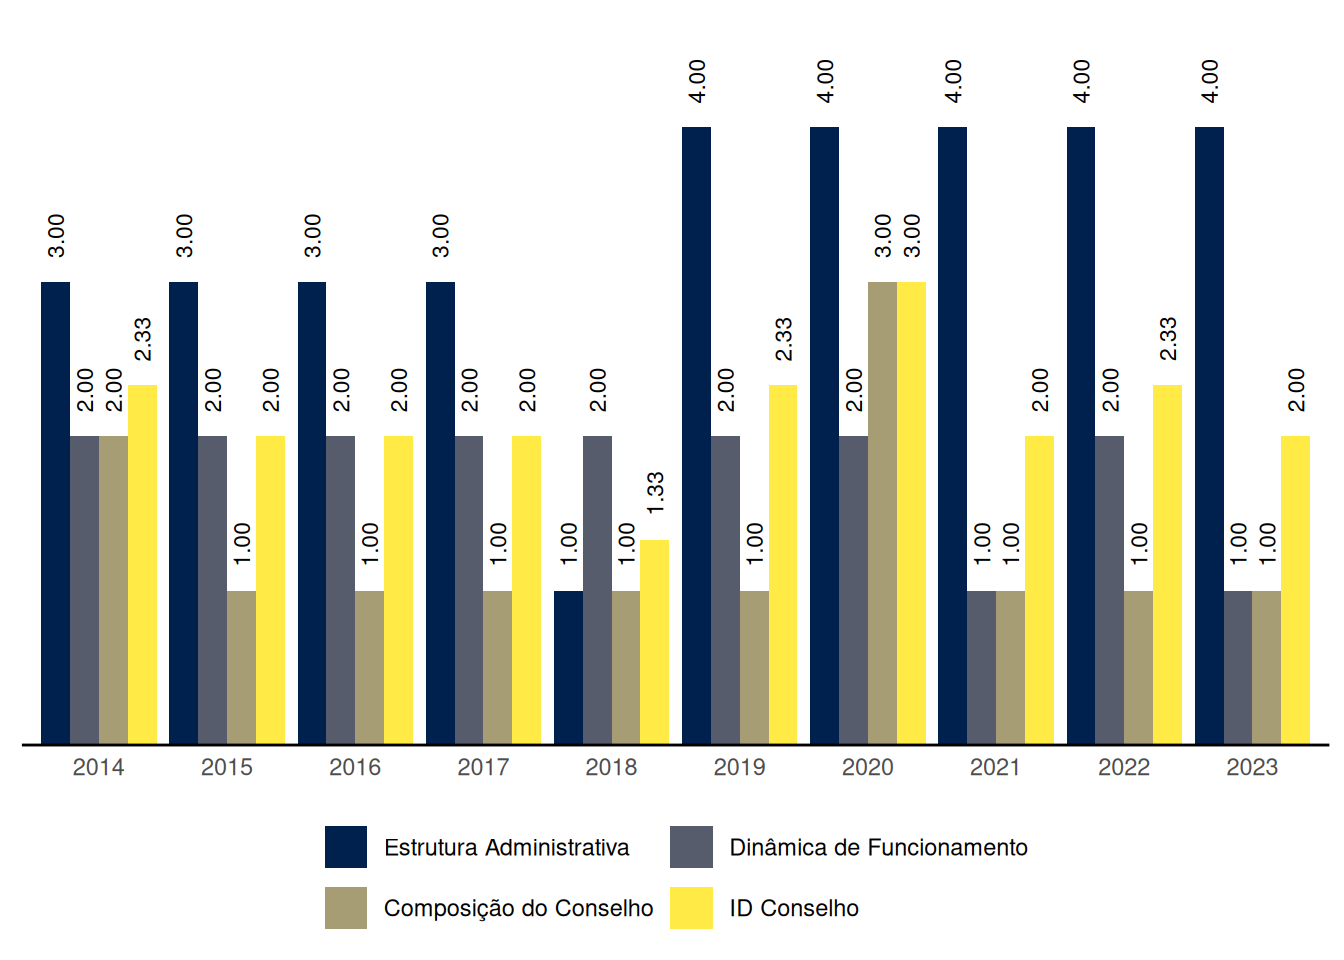 4.00 4.00 4.00 4.00 4.00
3.00 3.00 3.00 3.00 3.00 3.00
2.33 2.33 2.33
2.00 2.00 2.00 2.00 2.00 2.00 2.00 2.00 2.00 2.00 2.00 2.00 2.00 2.00
1.33
1.00 1.00 1.00 1.00 1.00 1.00 1.00 1.00 1.00 1.00 1.00
2014 2015 2016 2017 2018 2019 2020 2021 2022 2023
Estrutura Administrativa Dinâmica de Funcionamento
Composição do Conselho ID Conselho